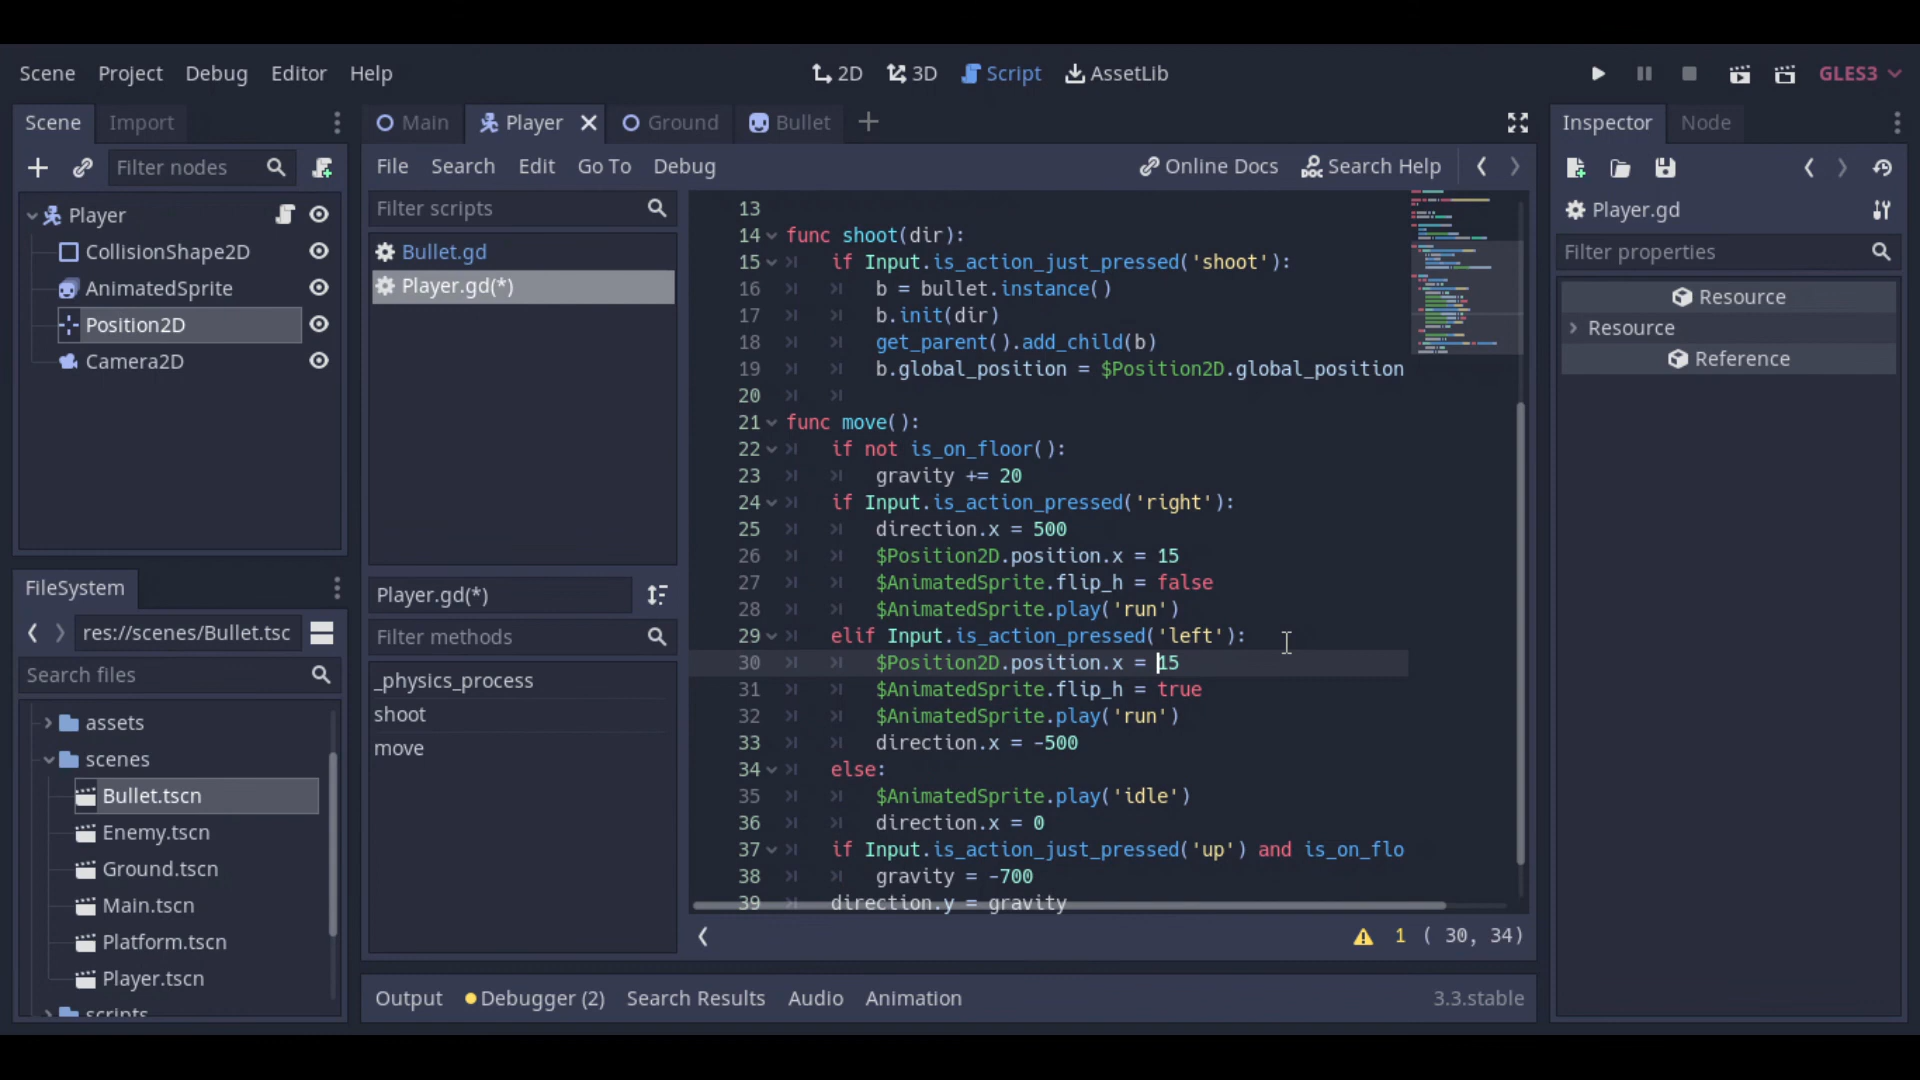 Scene Project Debug Editor Help 2D 3D Script AssetLib GLES3
Scene Import
Filter nodes
Player
CollisionShape2D
AnimatedSprite
Position2D
Camera2D
FileSystem
res://scenes/Bullet.tsc
Search files
assets
scenes
Bullet.tscn
Enemy.tscn
Ground.tscn
Main.tscn
Platform.tscn
Player.tscn
scripts
Main Player Ground Bullet
File Search Edit Go To Debug Online Docs Search Help
Filter scripts
Bullet.gd
Player.gd(*)
Player.gd(*)
Filter methods
_physics_process
shoot
move
13
14 func shoot(dir):
15 if Input.is_action_just_pressed('shoot'):
16 b = bullet.instance()
17 b.init(dir)
18 get_parent().add_child(b)
19 b.global_position = $Position2D.global_position
20
21 func move():
22 if not is_on_floor():
23 gravity += 20
24 if Input.is_action_pressed('right'):
25 direction.x = 500
26 $Position2D.position.x = 15
27 $AnimatedSprite.flip_h = false
28 $AnimatedSprite.play('run')
29 elif Input.is_action_pressed('left'):
30 $Position2D.position.x = 15
31 $AnimatedSprite.flip_h = true
32 $AnimatedSprite.play('run')
33 direction.x = -500
34 else:
35 $AnimatedSprite.play('idle')
36 direction.x = 0
37 if Input.is_action_just_pressed('up') and is_on_flo
38 gravity = -700
39 direction.y = gravity
1 ( 30, 34)
Output Debugger (2) Search Results Audio Animation 3.3.stable
Inspector Node
Player.gd
Filter properties
Resource
Resource
Reference